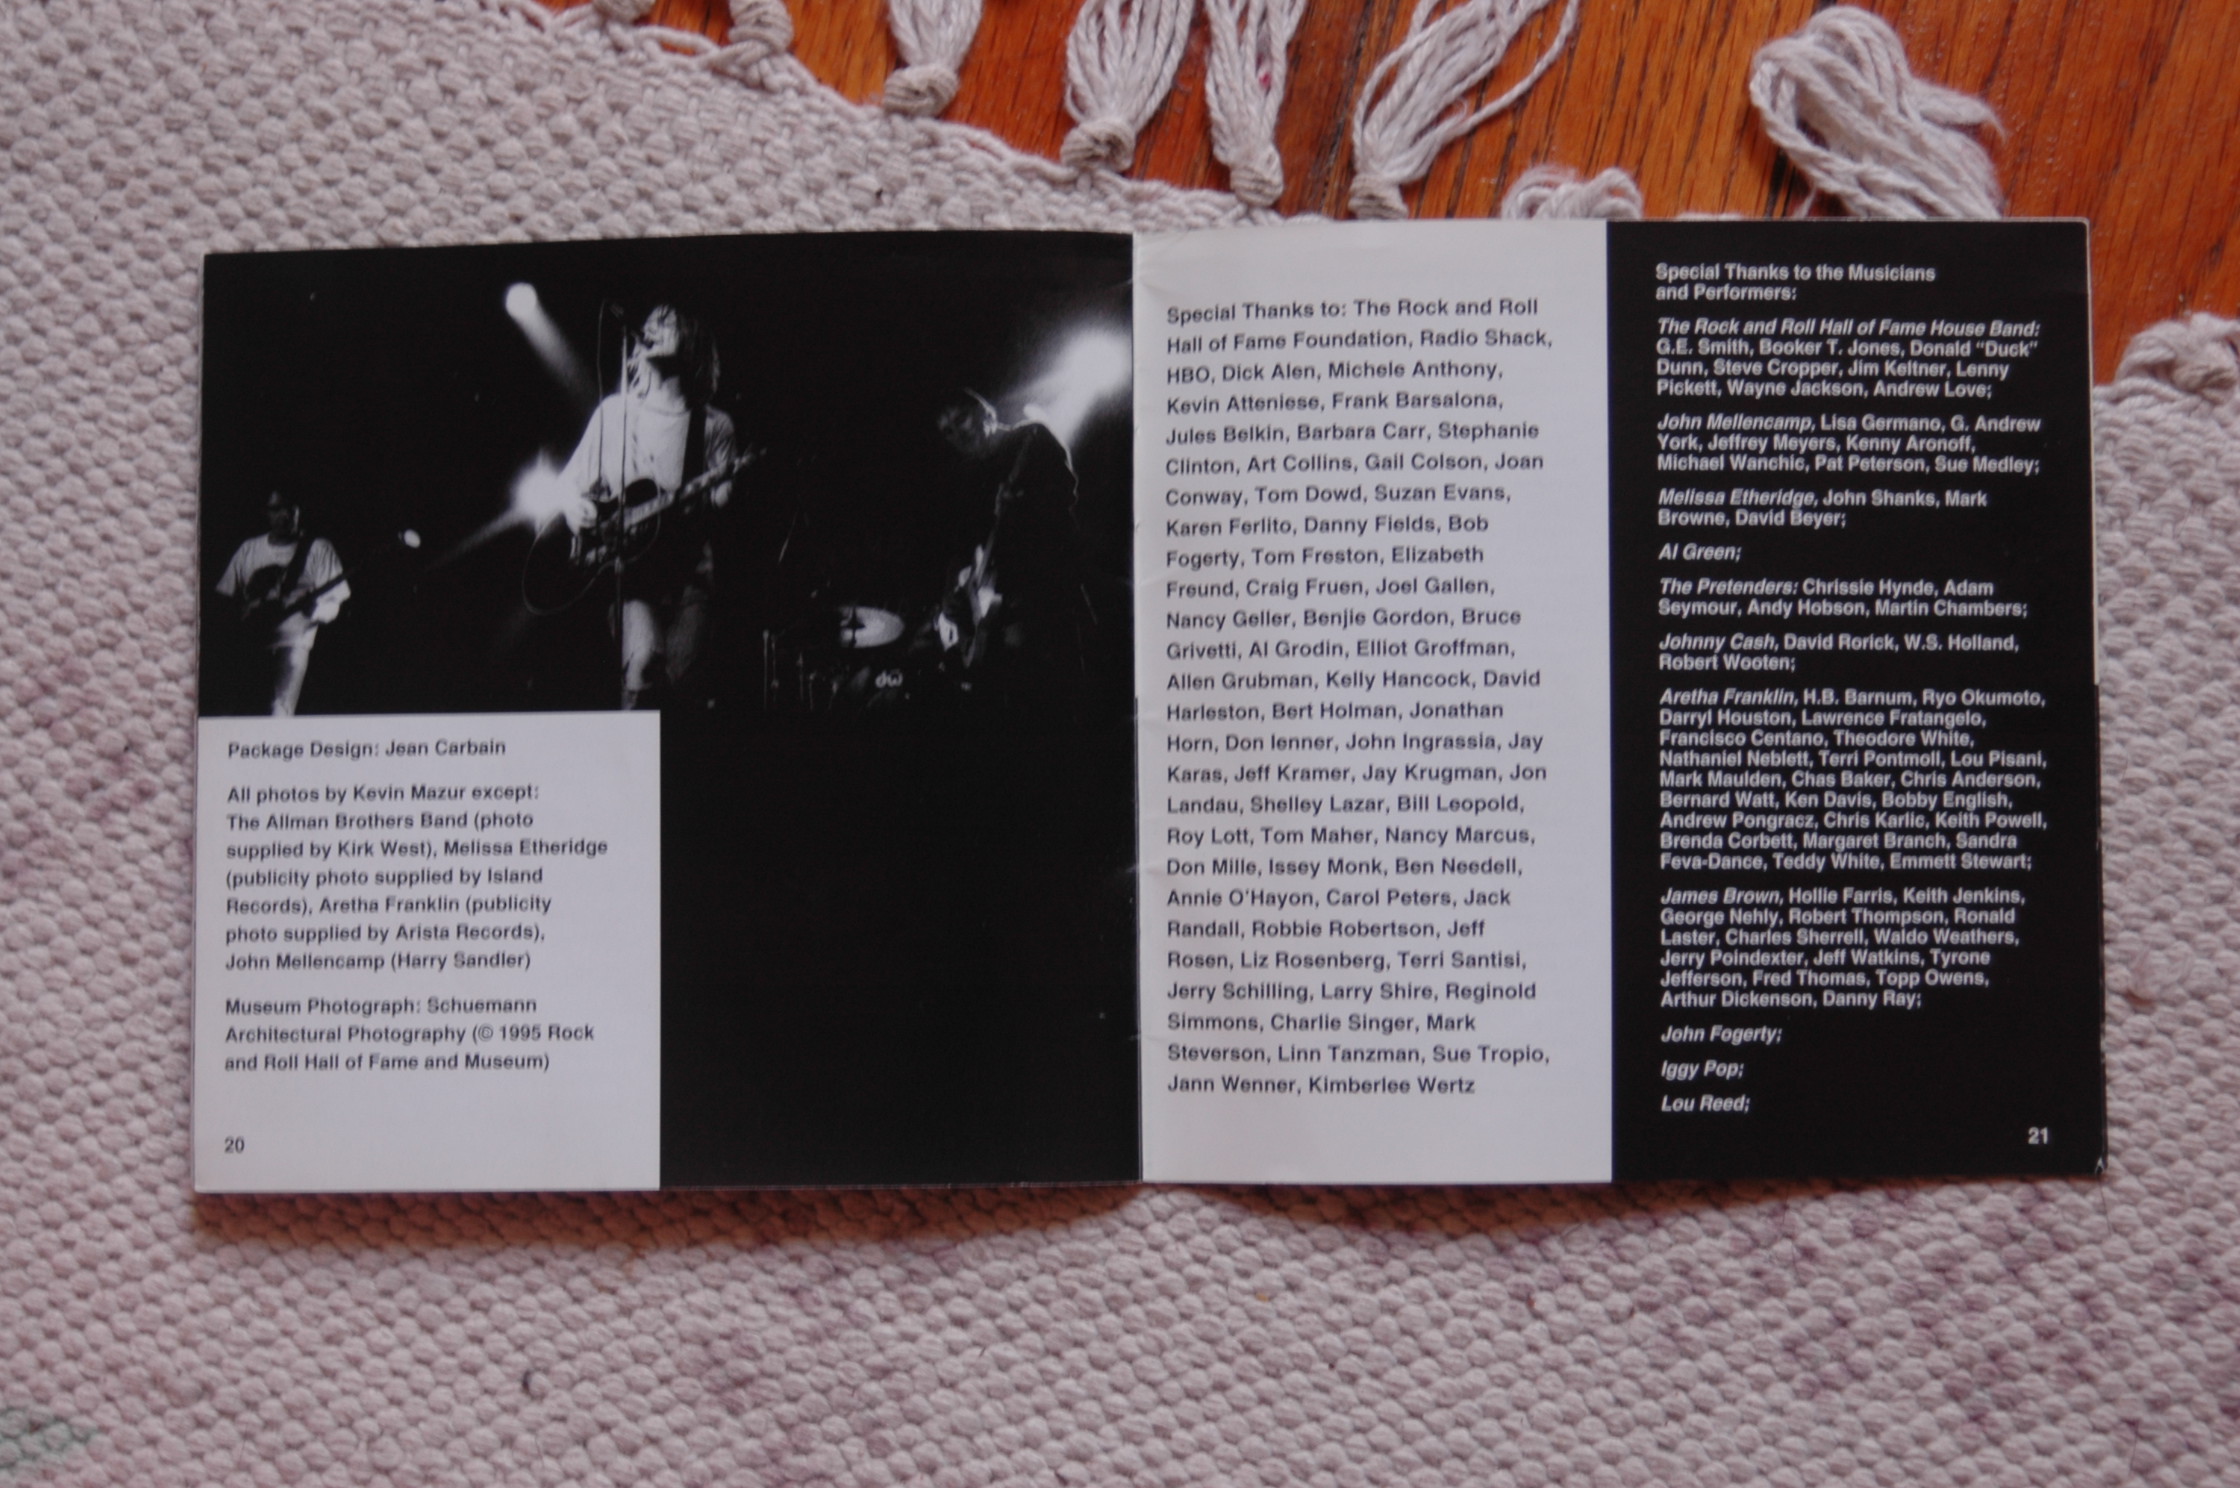 dw
Package Design: Jean Carbain
All photos by Kevin Mazur except:
The Allman Brothers Band (photo
supplied by Kirk West), Melissa Etheridge
(publicity photo supplied by Island
Records), Aretha Franklin (publicity
photo supplied by Arista Records),
John Mellencamp (Harry Sandler)
Museum Photograph: Schuemann
Architectural Photography (© 1995 Rock
and Roll Hall of Fame and Museum)
20
Special Thanks to: The Rock and Roll
Hall of Fame Foundation, Radio Shack,
HBO, Dick Alen, Michele Anthony,
Kevin Atteniese, Frank Barsalona,
Jules Belkin, Barbara Carr, Stephanie
Clinton, Art Collins, Gail Colson, Joan
Conway, Tom Dowd, Suzan Evans,
Karen Ferlito, Danny Fields, Bob
Fogerty, Tom Freston, Elizabeth
Freund, Craig Fruen, Joel Gallen,
Nancy Geller, Benjie Gordon, Bruce
Grivetti, Al Grodin, Elliot Groffman,
Allen Grubman, Kelly Hancock, David
Harleston, Bert Holman, Jonathan
Horn, Don Ienner, John Ingrassia, Jay
Karas, Jeff Kramer, Jay Krugman, Jon
Landau, Shelley Lazar, Bill Leopold,
Roy Lott, Tom Maher, Nancy Marcus,
Don Mille, Issey Monk, Ben Needell,
Annie O'Hayon, Carol Peters, Jack
Randall, Robbie Robertson, Jeff
Rosen, Liz Rosenberg, Terri Santisi,
Jerry Schilling, Larry Shire, Reginold
Simmons, Charlie Singer, Mark
Steverson, Linn Tanzman, Sue Tropio,
Jann Wenner, Kimberlee Wertz
Special Thanks to the Musicians
and Performers:
The Rock and Roll Hall of Fame House Band:
G.E. Smith, Booker T. Jones, Donald “Duck”
Dunn, Steve Cropper, Jim Keltner, Lenny
Pickett, Wayne Jackson, Andrew Love;
John Mellencamp, Lisa Germano, G. Andrew
York, Jeffrey Meyers, Kenny Aronoff,
Michael Wanchic, Pat Peterson, Sue Medley;
Melissa Etheridge, John Shanks, Mark
Browne, David Beyer;
Al Green;
The Pretenders: Chrissie Hynde, Adam
Seymour, Andy Hobson, Martin Chambers;
Johnny Cash, David Rorick, W.S. Holland,
Robert Wooten;
Aretha Franklin, H.B. Barnum, Ryo Okumoto,
Darryl Houston, Lawrence Fratangelo,
Francisco Centano, Theodore White,
Nathaniel Neblett, Terri Pontmoll, Lou Pisani,
Mark Maulden, Chas Baker, Chris Anderson,
Bernard Watt, Ken Davis, Bobby English,
Andrew Pongracz, Chris Karlic, Keith Powell,
Brenda Corbett, Margaret Branch, Sandra
Feva-Dance, Teddy White, Emmett Stewart;
James Brown, Hollie Farris, Keith Jenkins,
George Nehly, Robert Thompson, Ronald
Laster, Charles Sherrell, Waldo Weathers,
Jerry Poindexter, Jeff Watkins, Tyrone
Jefferson, Fred Thomas, Topp Owens,
Arthur Dickenson, Danny Ray;
John Fogerty;
Iggy Pop;
Lou Reed;
21